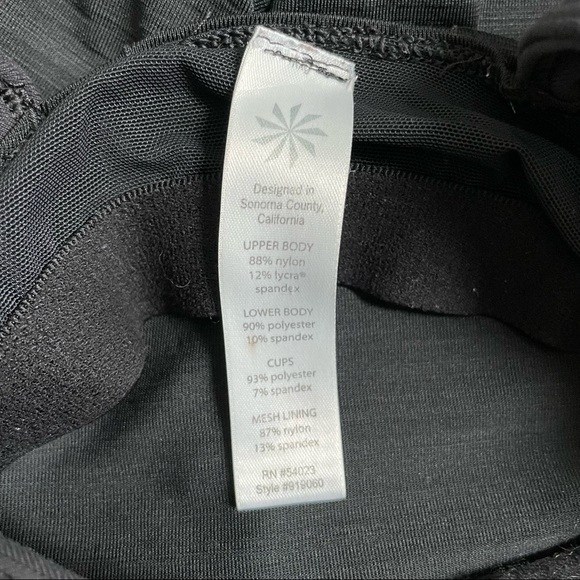 Designed in
Sonoma County,
California
UPPER BODY
88% nylon
12% lycra®
spandex
LOWER BODY
90% polyester
10% spandex
CUPS
93% polyester
7% spandex
MESH LINING
87% nylon
13% spandex
RN #54023
Style #919060